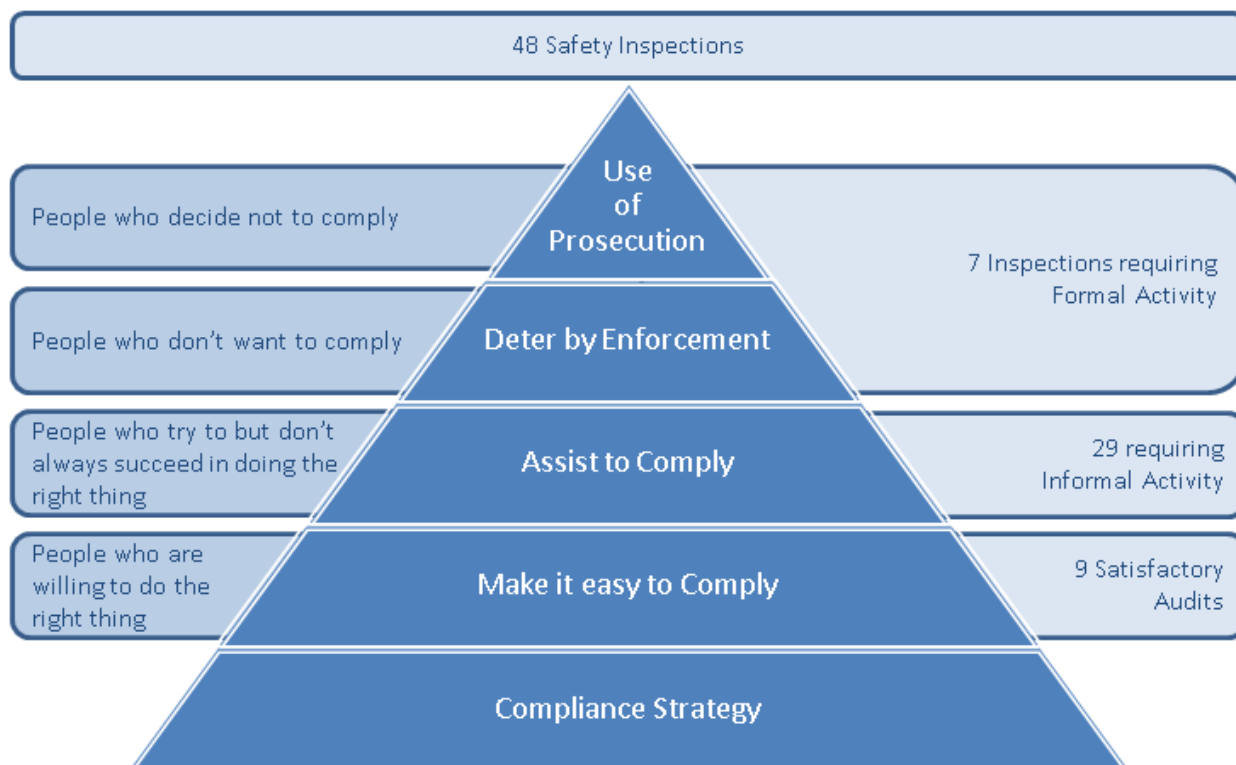 48 Safety Inspections
Use
of
Prosecution
People who decide not to comply
7 Inspections requiring
Formal Activity
People who don’t want to comply
Deter by Enforcement
People who try to but don’t
always succeed in doing the
right thing
Assist to Comply
29 requiring
Informal Activity
People who are
willing to do the
right thing
Make it easy to Comply
9 Satisfactory
Audits
Compliance Strategy